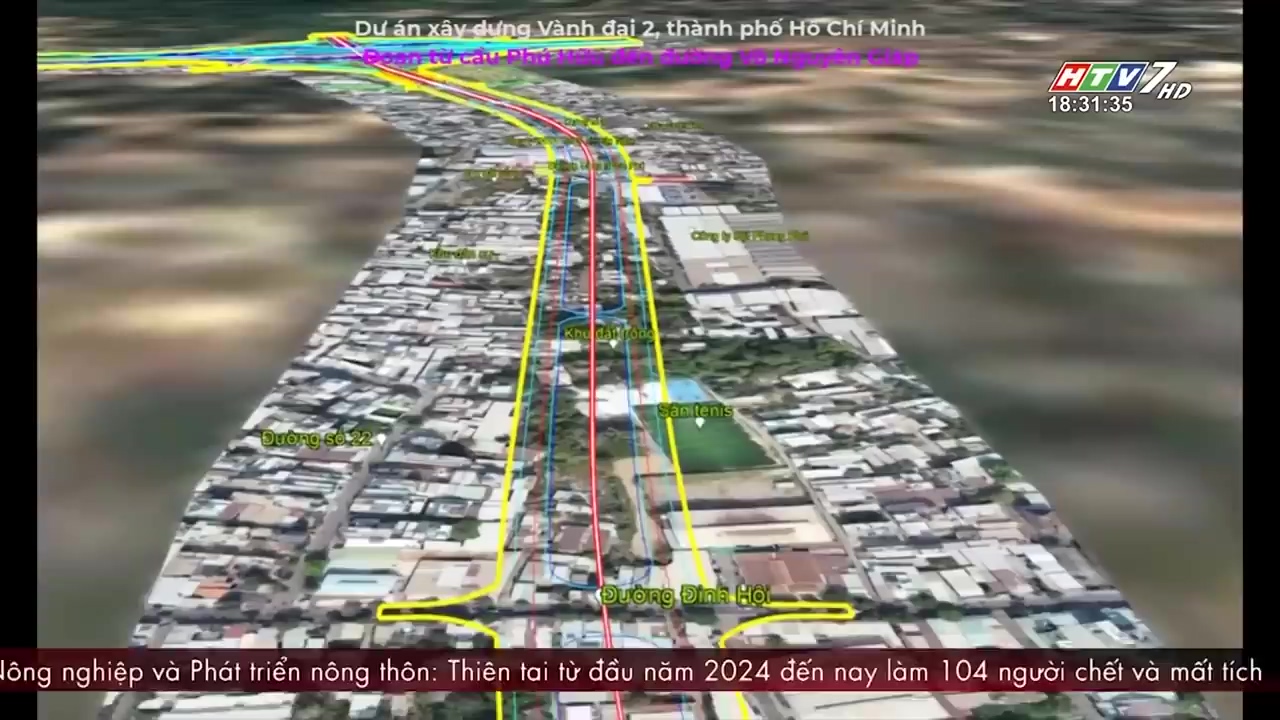 Dự án xây dựng Vành đai 2, thành phố Hồ Chí Minh
Đoạn từ cầu Phú Hữu đến đường Võ Nguyên Giáp
HTV7 HD
18:31:35
Khu dân cư
Khu đất trống
Sân tenis
Đường số 22
Đường Đình Hội
Nông nghiệp và Phát triển nông thôn: Thiên tai từ đầu năm 2024 đến nay làm 104 người chết và mất tích